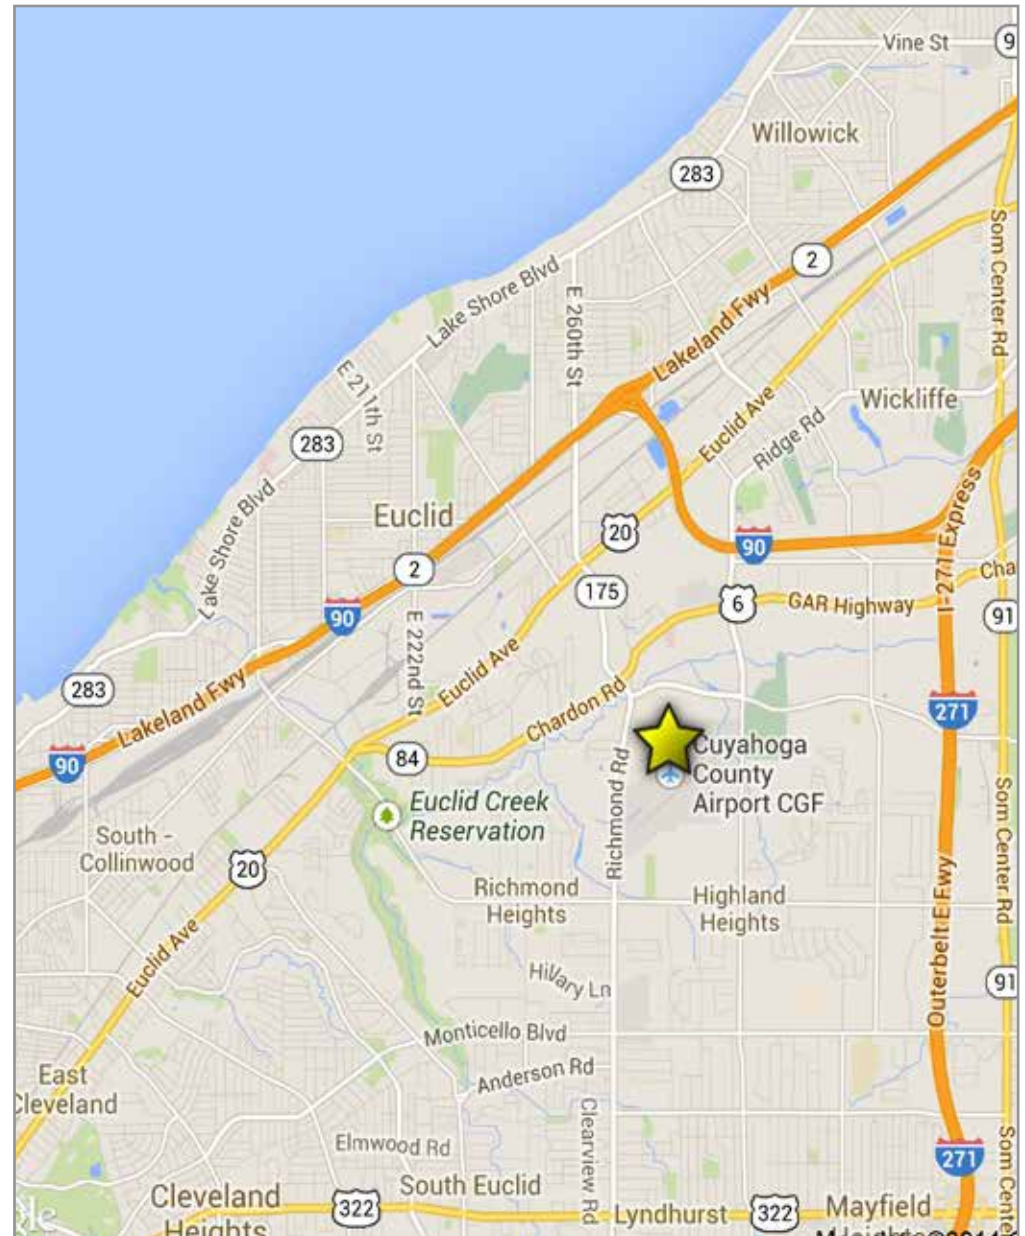 Vine St
9
Willowick
283
2
Som Center Rd
Lake Shore Blvd
E 260th St
Lakeland Fwy
E 211th St
Wickliffe
Euclid Ave
Ridge Rd
283
Euclid
Lake Shore Blvd
I-271 Express
20
90
2
175
Cha
6
GAR Highway
91
90
E 222nd St
Euclid Ave
283
Lakeland Fwy
Chardon Rd
271
90
84
Cuyahoga
County
Airport CGF
Richmond Rd
Euclid Creek
Reservation
South -
Collinwood
20
Som Center Rd
Richmond
Heights
Highland
Heights
Outerbelt E Fwy
Euclid Ave
Hillary Ln
91
Monticello Blvd
East
Cleveland
Anderson Rd
Clearview Rd
Elmwood Rd
271
Som Center
Cleveland
Heights
322
South Euclid
Lyndhurst
322
Mayfield